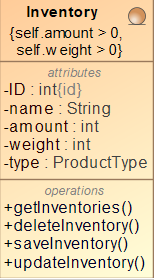 Inventory
{self.amount > 0,
self.weight > 0}
attributes
-ID : int{id}
-name : String
-amount : int
-weight : int
-type : ProductType
operations
+getInventories()
+deleteInventory()
+saveInventory()
+updateInventory()